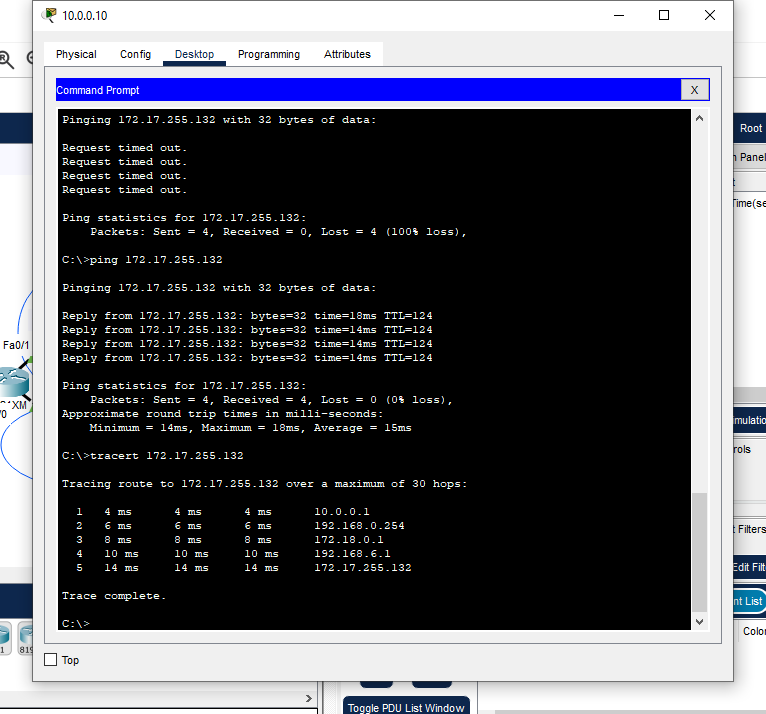 10.0.0.10
Physical Config Desktop Programming Attributes
Command Prompt
X
Pinging 172.17.255.132 with 32 bytes of data:
Request timed out.
Request timed out.
Request timed out.
Request timed out.
Ping statistics for 172.17.255.132:
Packets: Sent = 4, Received = 0, Lost = 4 (100% loss),
C:\>ping 172.17.255.132
Pinging 172.17.255.132 with 32 bytes of data:
Reply from 172.17.255.132: bytes=32 time=18ms TTL=124
Reply from 172.17.255.132: bytes=32 time=14ms TTL=124
Reply from 172.17.255.132: bytes=32 time=14ms TTL=124
Reply from 172.17.255.132: bytes=32 time=14ms TTL=124
Ping statistics for 172.17.255.132:
Packets: Sent = 4, Received = 4, Lost = 0 (0% loss),
Approximate round trip times in milli-seconds:
Minimum = 14ms, Maximum = 18ms, Average = 15ms
C:\>tracert 172.17.255.132
Tracing route to 172.17.255.132 over a maximum of 30 hops:
1 4 ms 4 ms 4 ms 10.0.0.1
2 6 ms 6 ms 6 ms 192.168.0.254
3 8 ms 8 ms 8 ms 172.18.0.1
4 10 ms 10 ms 10 ms 192.168.6.1
5 14 ms 14 ms 14 ms 172.17.255.132
Trace complete.
C:\>
Top
Fa0/1
XM
/0
Root
n Panel
Time(se
mulatio
rols
t Filters
Edit Filt
nt List
Color
1
819
Toggle PDU List Window